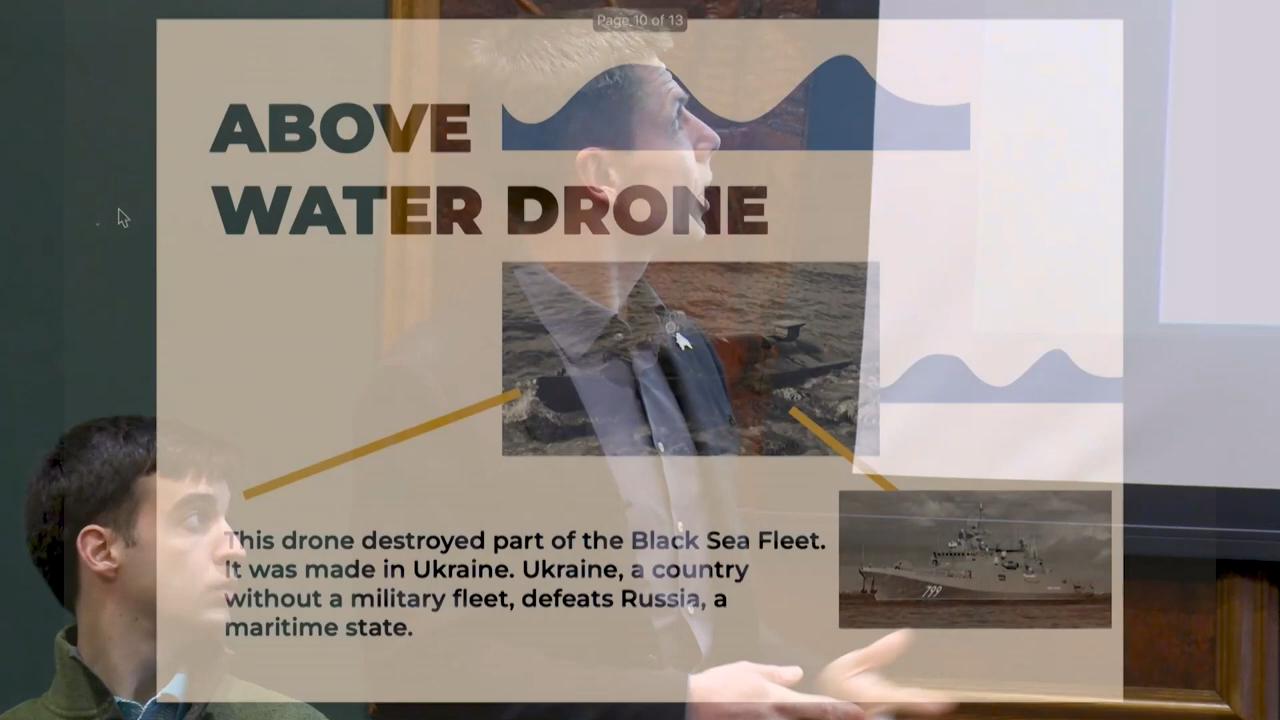 Page 10 of 13
ABOVE
WATER DRONE
This drone destroyed part of the Black Sea Fleet.
It was made in Ukraine. Ukraine, a country
without a military fleet, defeats Russia, a
maritime state.
799